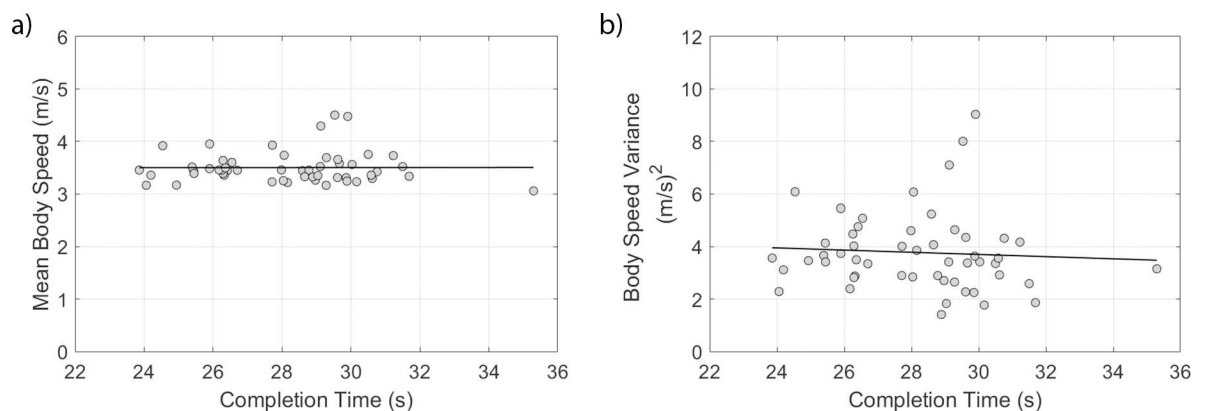 a)
Mean Body Speed (m/s)
6
5
4
3
2
1
0
22 24 26 28 30 32 34 36
Completion Time (s)
b)
Body Speed Variance
(m/s)²
12
10
8
6
4
2
0
22 24 26 28 30 32 34 36
Completion Time (s)